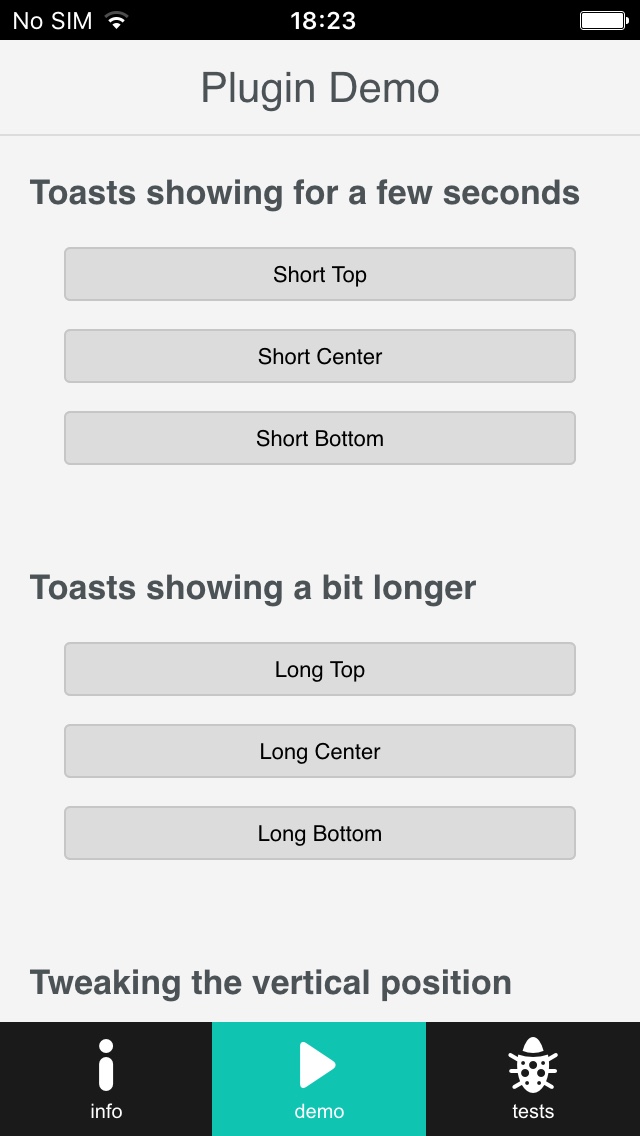 No SIM 18:23
Plugin Demo
Toasts showing for a few seconds
Short Top
Short Center
Short Bottom
Toasts showing a bit longer
Long Top
Long Center
Long Bottom
Tweaking the vertical position
info demo tests